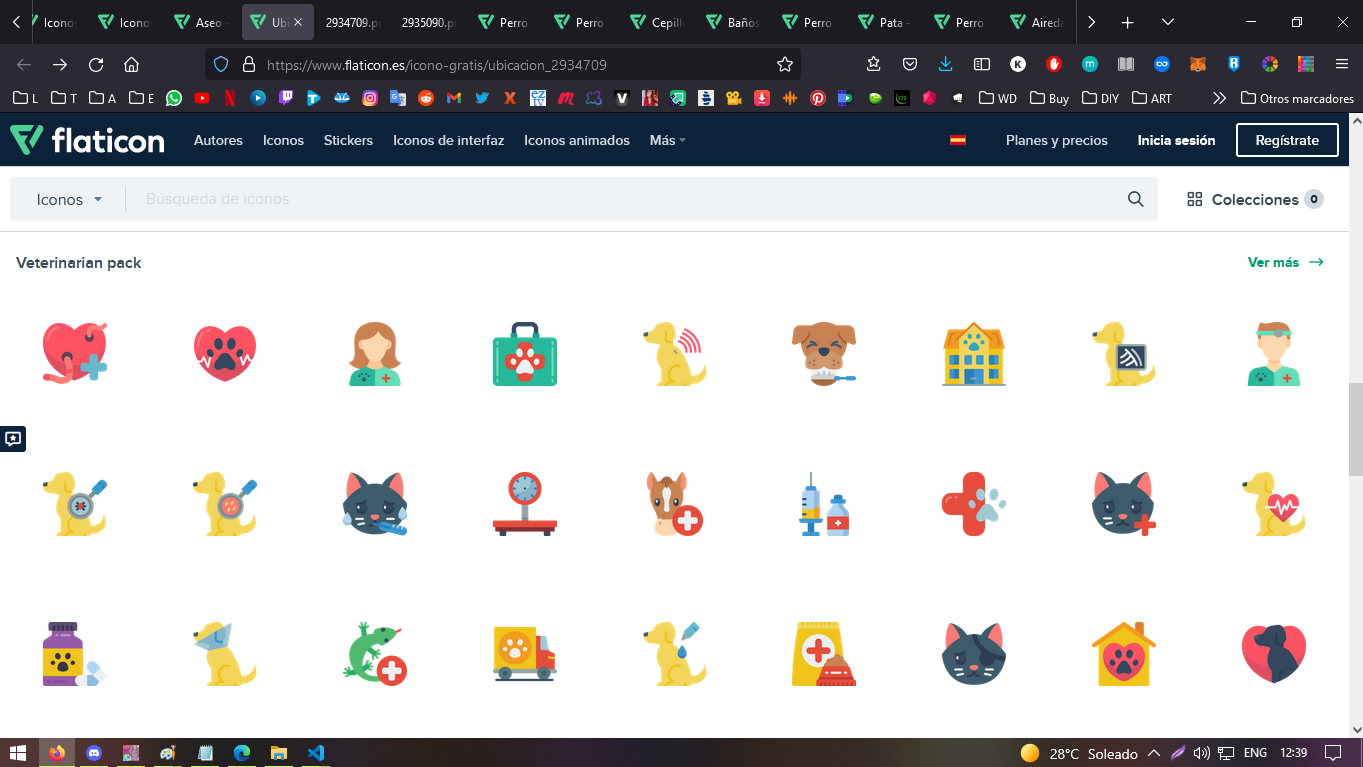 Icono
Icono
Aseo -
Ubi
2934709.p
2935090.p
Perro
Perro
Cepill
Baños
Perro
Pata -
Perro
Aireda
https://www.flaticon.es/icono-gratis/ubicacion_2934709
L T A E WD Buy DIY ART Otros marcadores
flaticon
Autores Iconos Stickers Iconos de interfaz Iconos animados Más
Planes y precios Inicia sesión Regístrate
Iconos Búsqueda de iconos Colecciones 0
Veterinarian pack Ver más
28°C Soleado ENG 12:39